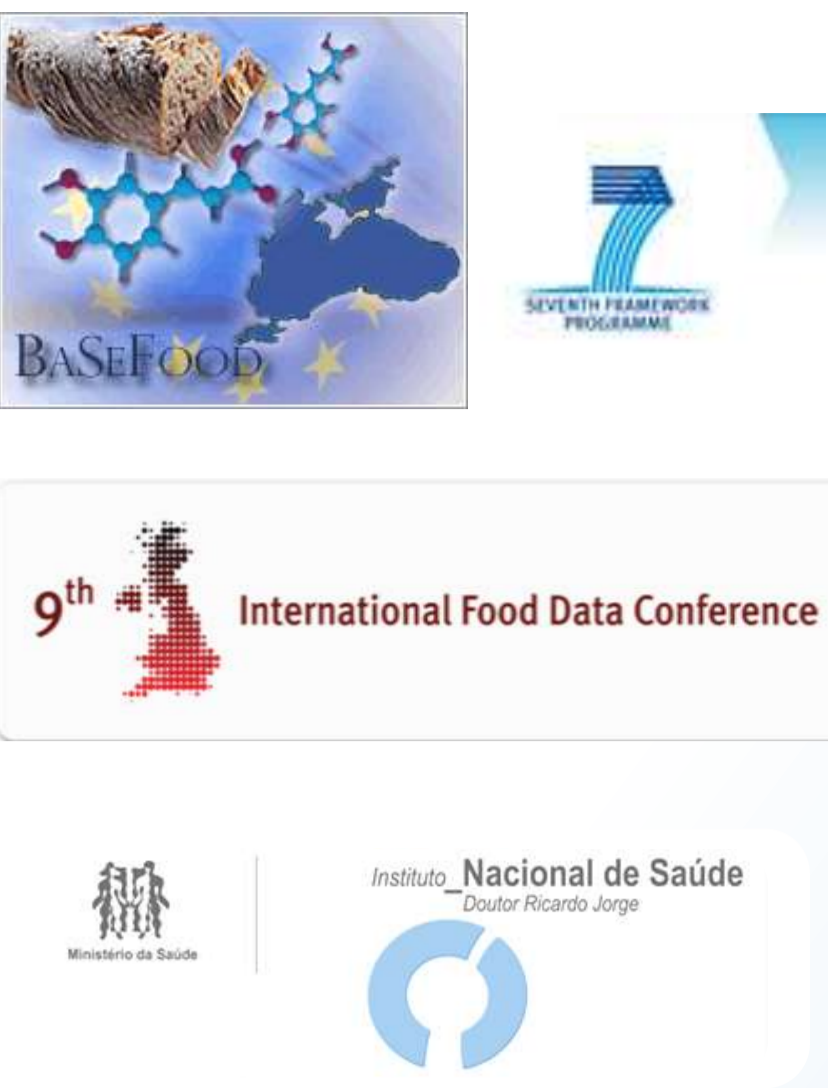 BASEFOOD
SEVENTH FRAMEWORK
PROGRAMME
9th International Food Data Conference
Ministério da Saúde
Instituto_Nacional de Saúde
Doutor Ricardo Jorge